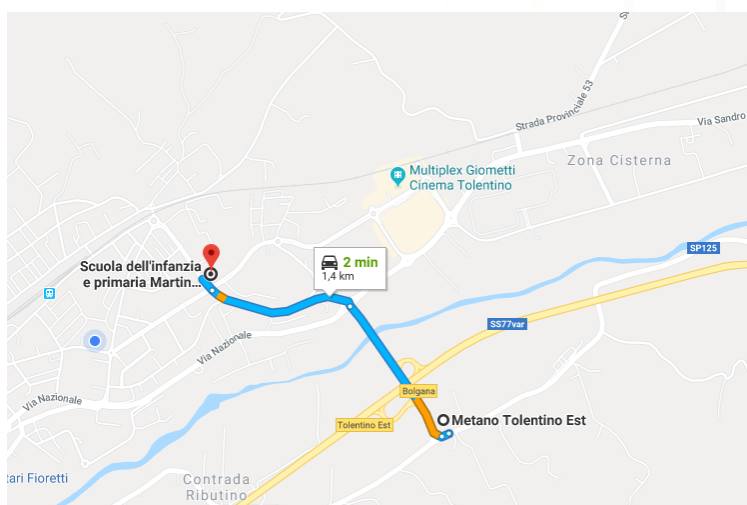 Strada Provinciale 53
Via Sandro
Zona Cisterna
Multiplex Giometti
Cinema Tolentino
SP125
Scuola dell'infanzia
e primaria Martin...
2 min
1,4 km
SS77var
Via Nazionale
Bolgana
Via Nazionale
Tolentino Est
Metano Tolentino Est
tari Fioretti
Contrada
Ributino